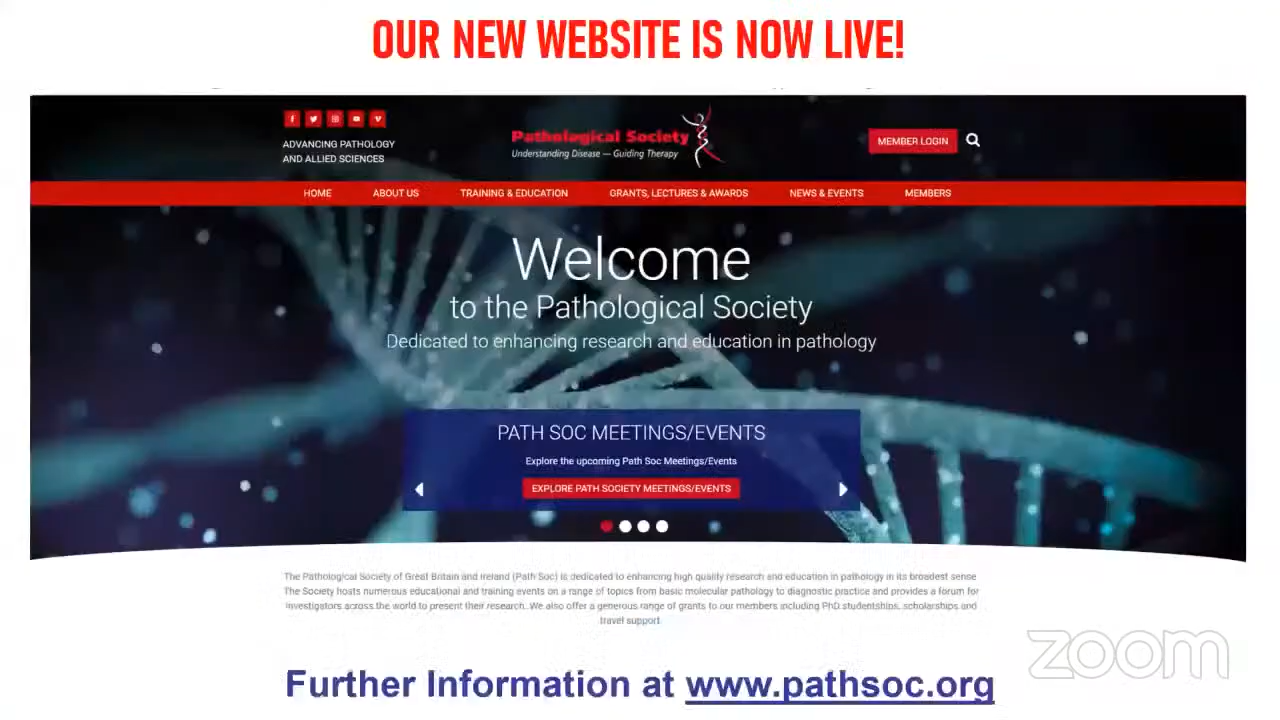 OUR NEW WEBSITE IS NOW LIVE!
ADVANCING PATHOLOGY
AND ALLIED SCIENCES
Pathological Society
Understanding Disease — Guiding Therapy
MEMBER LOGIN
HOME ABOUT US TRAINING & EDUCATION GRANTS, LECTURES & AWARDS NEWS & EVENTS MEMBERS
Welcome
to the Pathological Society
Dedicated to enhancing research and education in pathology
PATH SOC MEETINGS/EVENTS
Explore the upcoming Path Soc Meetings/Events
EXPLORE PATH SOCIETY MEETINGS/EVENTS
The Pathological Society of Great Britain and Ireland (Path Soc) is dedicated to enhancing high quality research and education in pathology in its broadest sense
The Society hosts numerous educational and training events on a range of topics from basic molecular pathology to diagnostic practice and provides a forum for
investigators across the world to present their research. We also offer a generous range of grants to our members including PhD studentships, scholarships and
travel support
zoom
Further Information at www.pathsoc.org